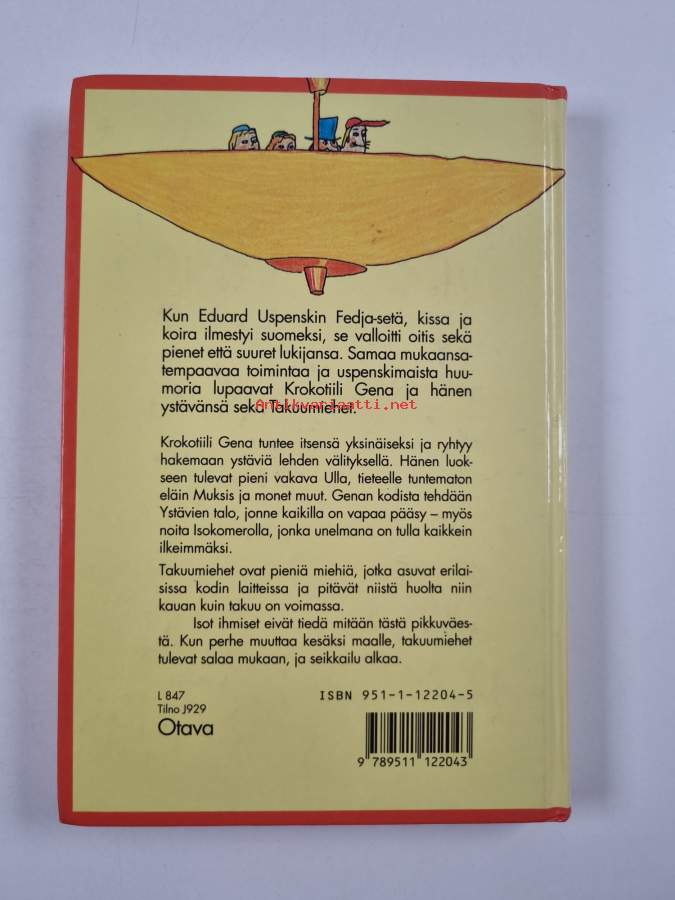 Kun Eduard Uspenskin Fedja-setä, kissa ja
koira ilmestyi suomeksi, se valloitti oitis sekä
pienet että suuret lukijansa. Samaa mukaansa-
tempaavaa toimintaa ja uspenskimaista huu-
moria lupaavat Krokotiili Gena ja hänen
ystävänsä sekä Takuumiehet.
Antikvariaatti.net
Krokotiili Gena tuntee itsensä yksinäiseksi ja ryhtyy
hakemaan ystäviä lehden välityksellä. Hänen luok-
seen tulevat pieni vakava Ulla, tieteelle tuntematon
eläin Muksis ja monet muut. Genan kodista tehdään
Ystävien talo, jonne kaikilla on vapaa pääsy – myös
noita Isokomerolla, jonka unelmana on tulla kaikkein
ilkeimmäksi.
Takuumiehet ovat pieniä miehiä, jotka asuvat erilai-
sissa kodin laitteissa ja pitävät niistä huolta niin
kauan kuin takuu on voimassa.
Isot ihmiset eivät tiedä mitään tästä pikkuväes-
tä. Kun perhe muuttaa kesäksi maalle, takuumiehet
tulevat salaa mukaan, ja seikkailu alkaa.
L 847
Tilno J929
Otava
ISBN 951-1-12204-5
9 789511 122043